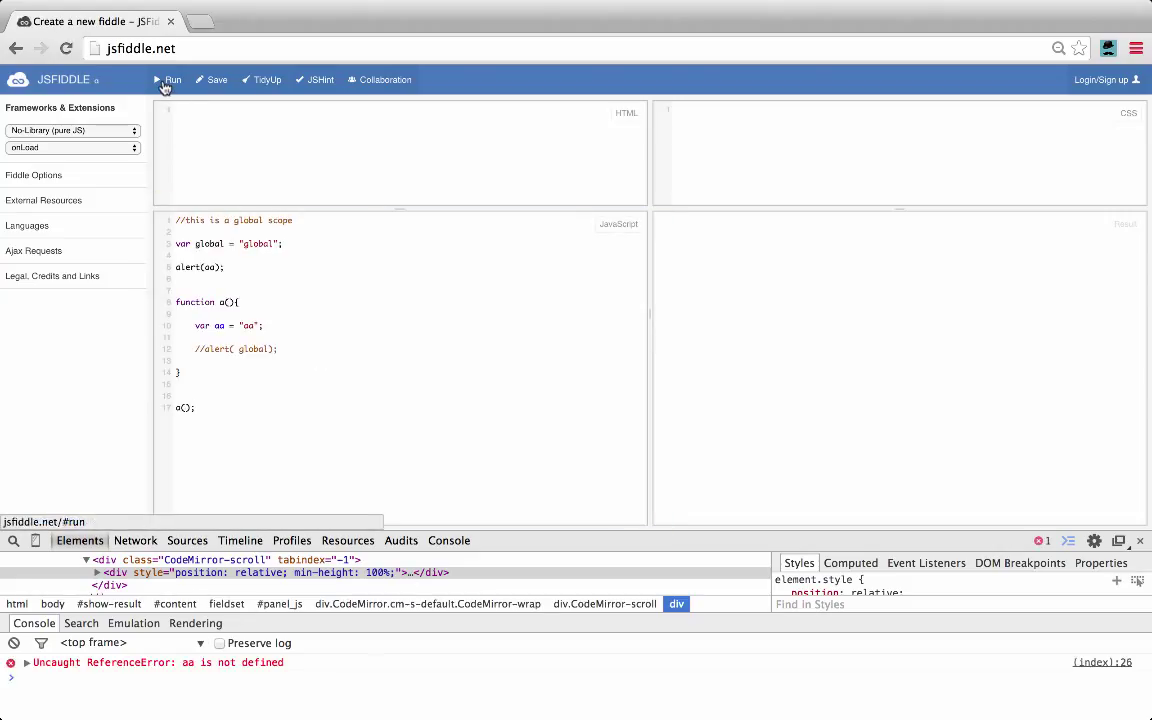 Create a new fiddle – JSFid
jsfiddle.net
JSFIDDLE α
Run
Save
TidyUp
JSHint
Collaboration
Login/Sign up
Frameworks & Extensions
No-Library (pure JS)
onLoad
Fiddle Options
External Resources
Languages
Ajax Requests
Legal, Credits and Links
1
HTML
1
CSS
1 //this is a global scope
2
3 var global = "global";
4
5 alert(aa);
6
7
8 function a(){
9
10 var aa = "aa";
11
12 //alert( global);
13
14 }
15
16
17 a();
JavaScript
Result
jsfiddle.net/#run
Elements Network Sources Timeline Profiles Resources Audits Console
1
▼<div class="CodeMirror-scroll" tabindex="-1">
▶<div style="position: relative; min-height: 100%;">…</div>
</div>
html body #show-result #content fieldset #panel_js div.CodeMirror.cm-s-default.CodeMirror-wrap div.CodeMirror-scroll div
Styles Computed Event Listeners DOM Breakpoints Properties
element.style {
position: relative;
Find in Styles
Console Search Emulation Rendering
<top frame> ▼ Preserve log
▶Uncaught ReferenceError: aa is not defined
(index):26
>